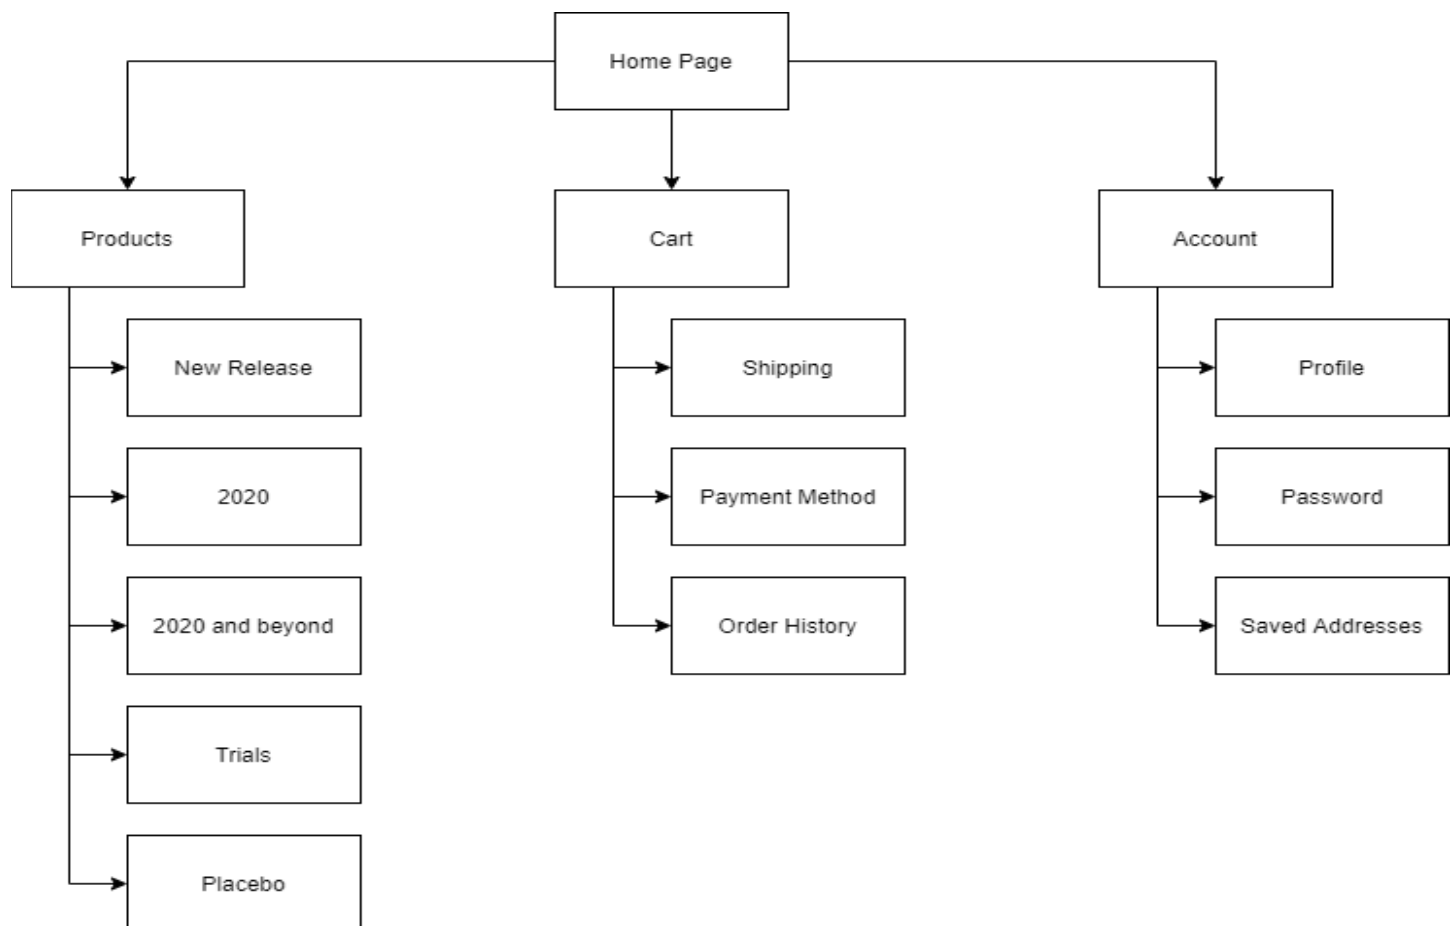 Home Page
Products
Cart
Account
New Release
Shipping
Profile
2020
Payment Method
Password
2020 and beyond
Order History
Saved Addresses
Trials
Placebo